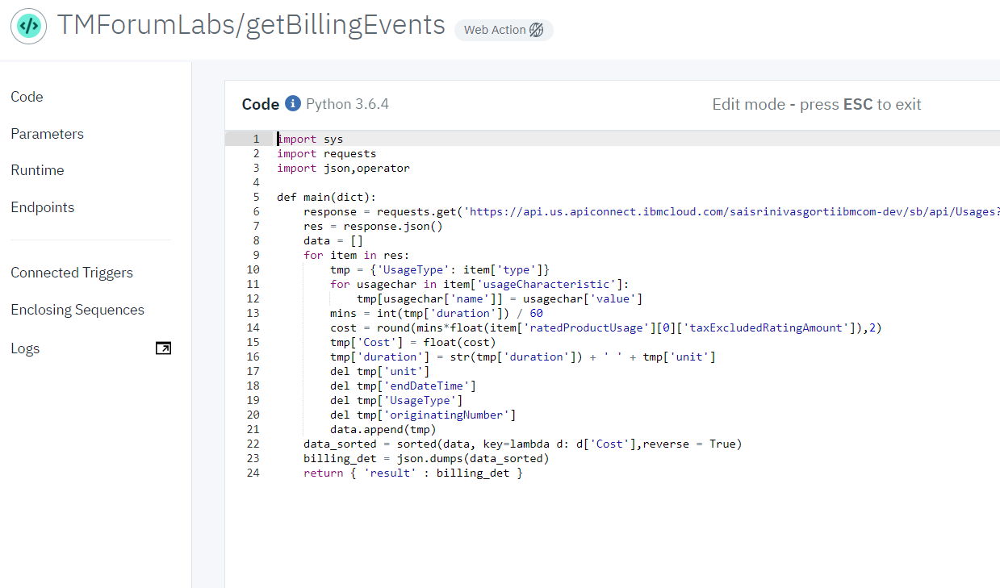 </>
TMForumLabs/getBillingEvents
Web Action
Code
Parameters
Runtime
Endpoints
Connected Triggers
Enclosing Sequences
Logs
Code i Python 3.6.4
Edit mode - press ESC to exit
1 import sys
2 import requests
3 import json,operator
4
5 def main(dict):
6     response = requests.get('https://api.us.apiconnect.ibmcloud.com/saisrinivasgortiibmcom-dev/sb/api/Usages?
7     res = response.json()
8     data = []
9     for item in res:
10         tmp = {'UsageType': item['type']}
11         for usagechar in item['usageCharacteristic']:
12             tmp[usagechar['name']] = usagechar['value']
13         mins = int(tmp['duration']) / 60
14         cost = round(mins*float(item['ratedProductUsage'][0]['taxExcludedRatingAmount']),2)
15         tmp['Cost'] = float(cost)
16         tmp['duration'] = str(tmp['duration']) + ' ' + tmp['unit']
17         del tmp['unit']
18         del tmp['endDateTime']
19         del tmp['UsageType']
20         del tmp['originatingNumber']
21         data.append(tmp)
22     data_sorted = sorted(data, key=lambda d: d['Cost'],reverse = True)
23     billing_det = json.dumps(data_sorted)
24     return { 'result' : billing_det }